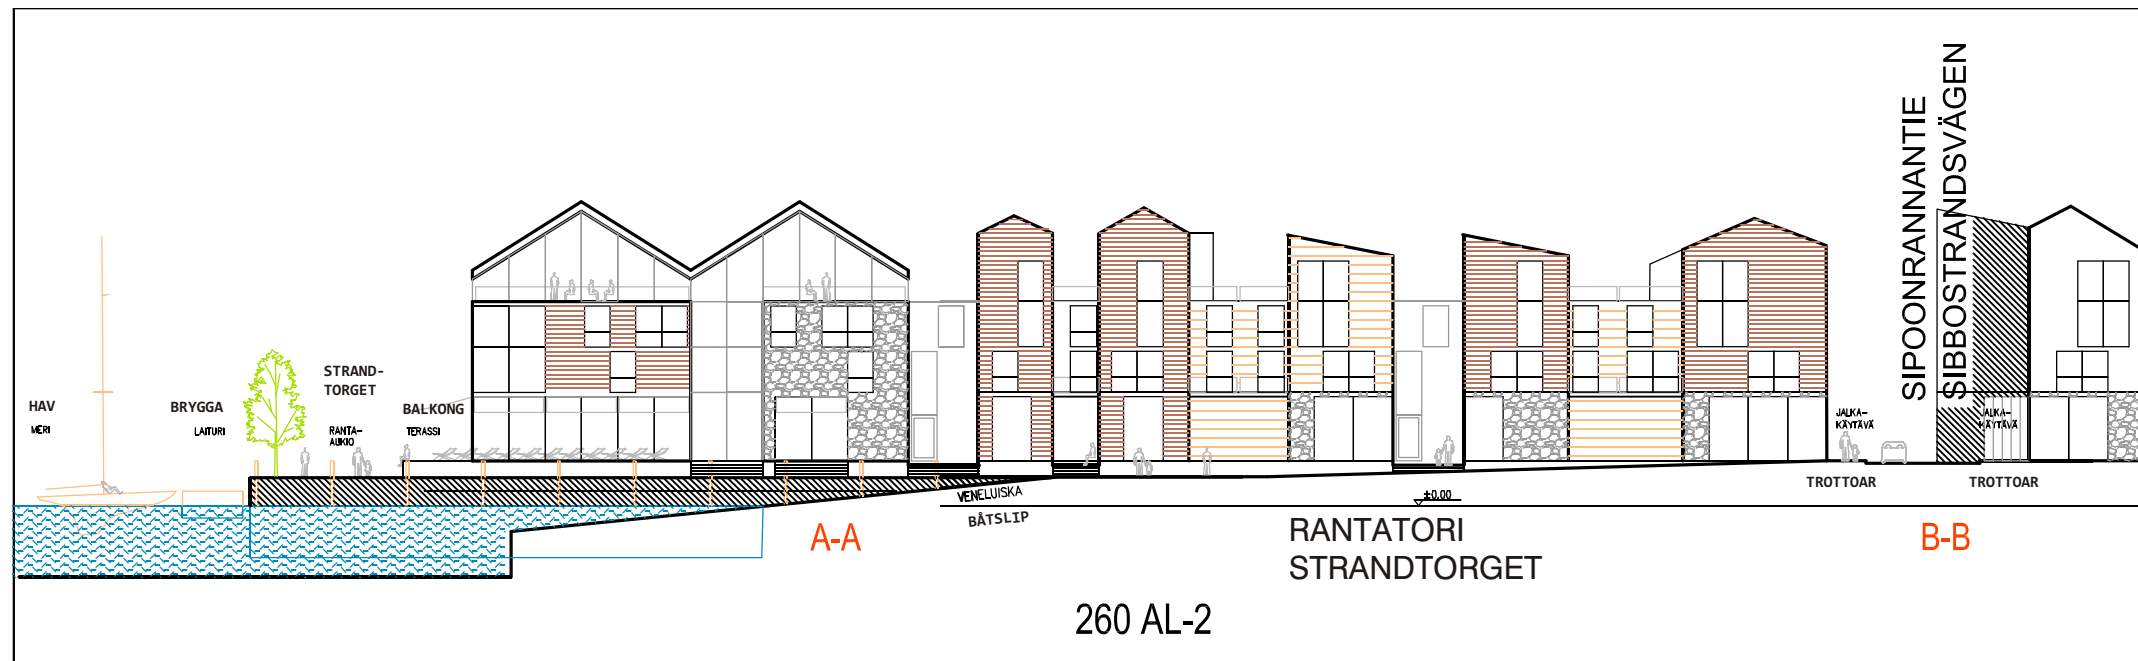 SIPOONRANNANTIE
SIBBOSTRANDSVÄGEN
STRAND-
TORGET
HAV
MERI
BRYGGA
LAITURI
RANTA-
AUKIO
BALKONG
TERASSI
JALKA-
KÄYTÄVÄ
JALKA-
KÄYTÄVÄ
TROTTOAR
TROTTOAR
VENELUISKA
BÅTSLIP
±0.00
A-A
RANTATORI
STRANDTORGET
B-B
260 AL-2